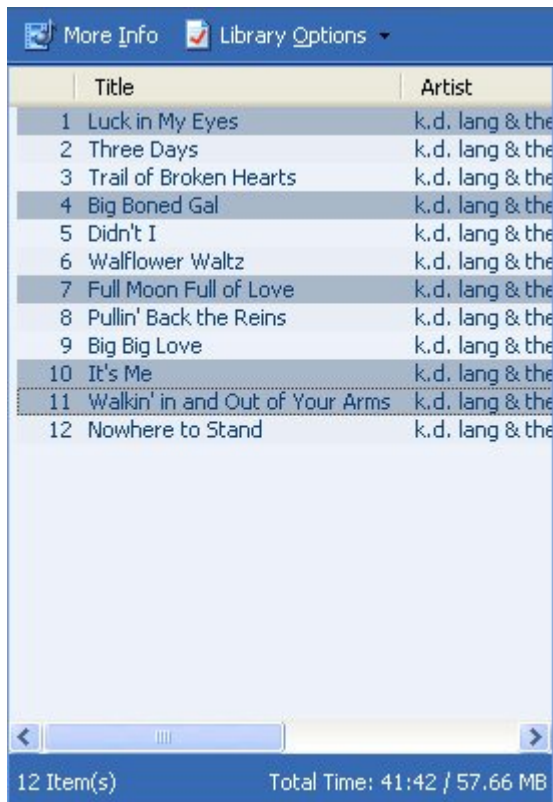 More Info Library Options
Title Artist
1 Luck in My Eyes k.d. lang & the
2 Three Days k.d. lang & the
3 Trail of Broken Hearts k.d. lang & the
4 Big Boned Gal k.d. lang & the
5 Didn't I k.d. lang & the
6 Walflower Waltz k.d. lang & the
7 Full Moon Full of Love k.d. lang & the
8 Pullin' Back the Reins k.d. lang & the
9 Big Big Love k.d. lang & the
10 It's Me k.d. lang & the
11 Walkin' in and Out of Your Arms k.d. lang & the
12 Nowhere to Stand k.d. lang & the
12 Item(s) Total Time: 41:42 / 57.66 MB